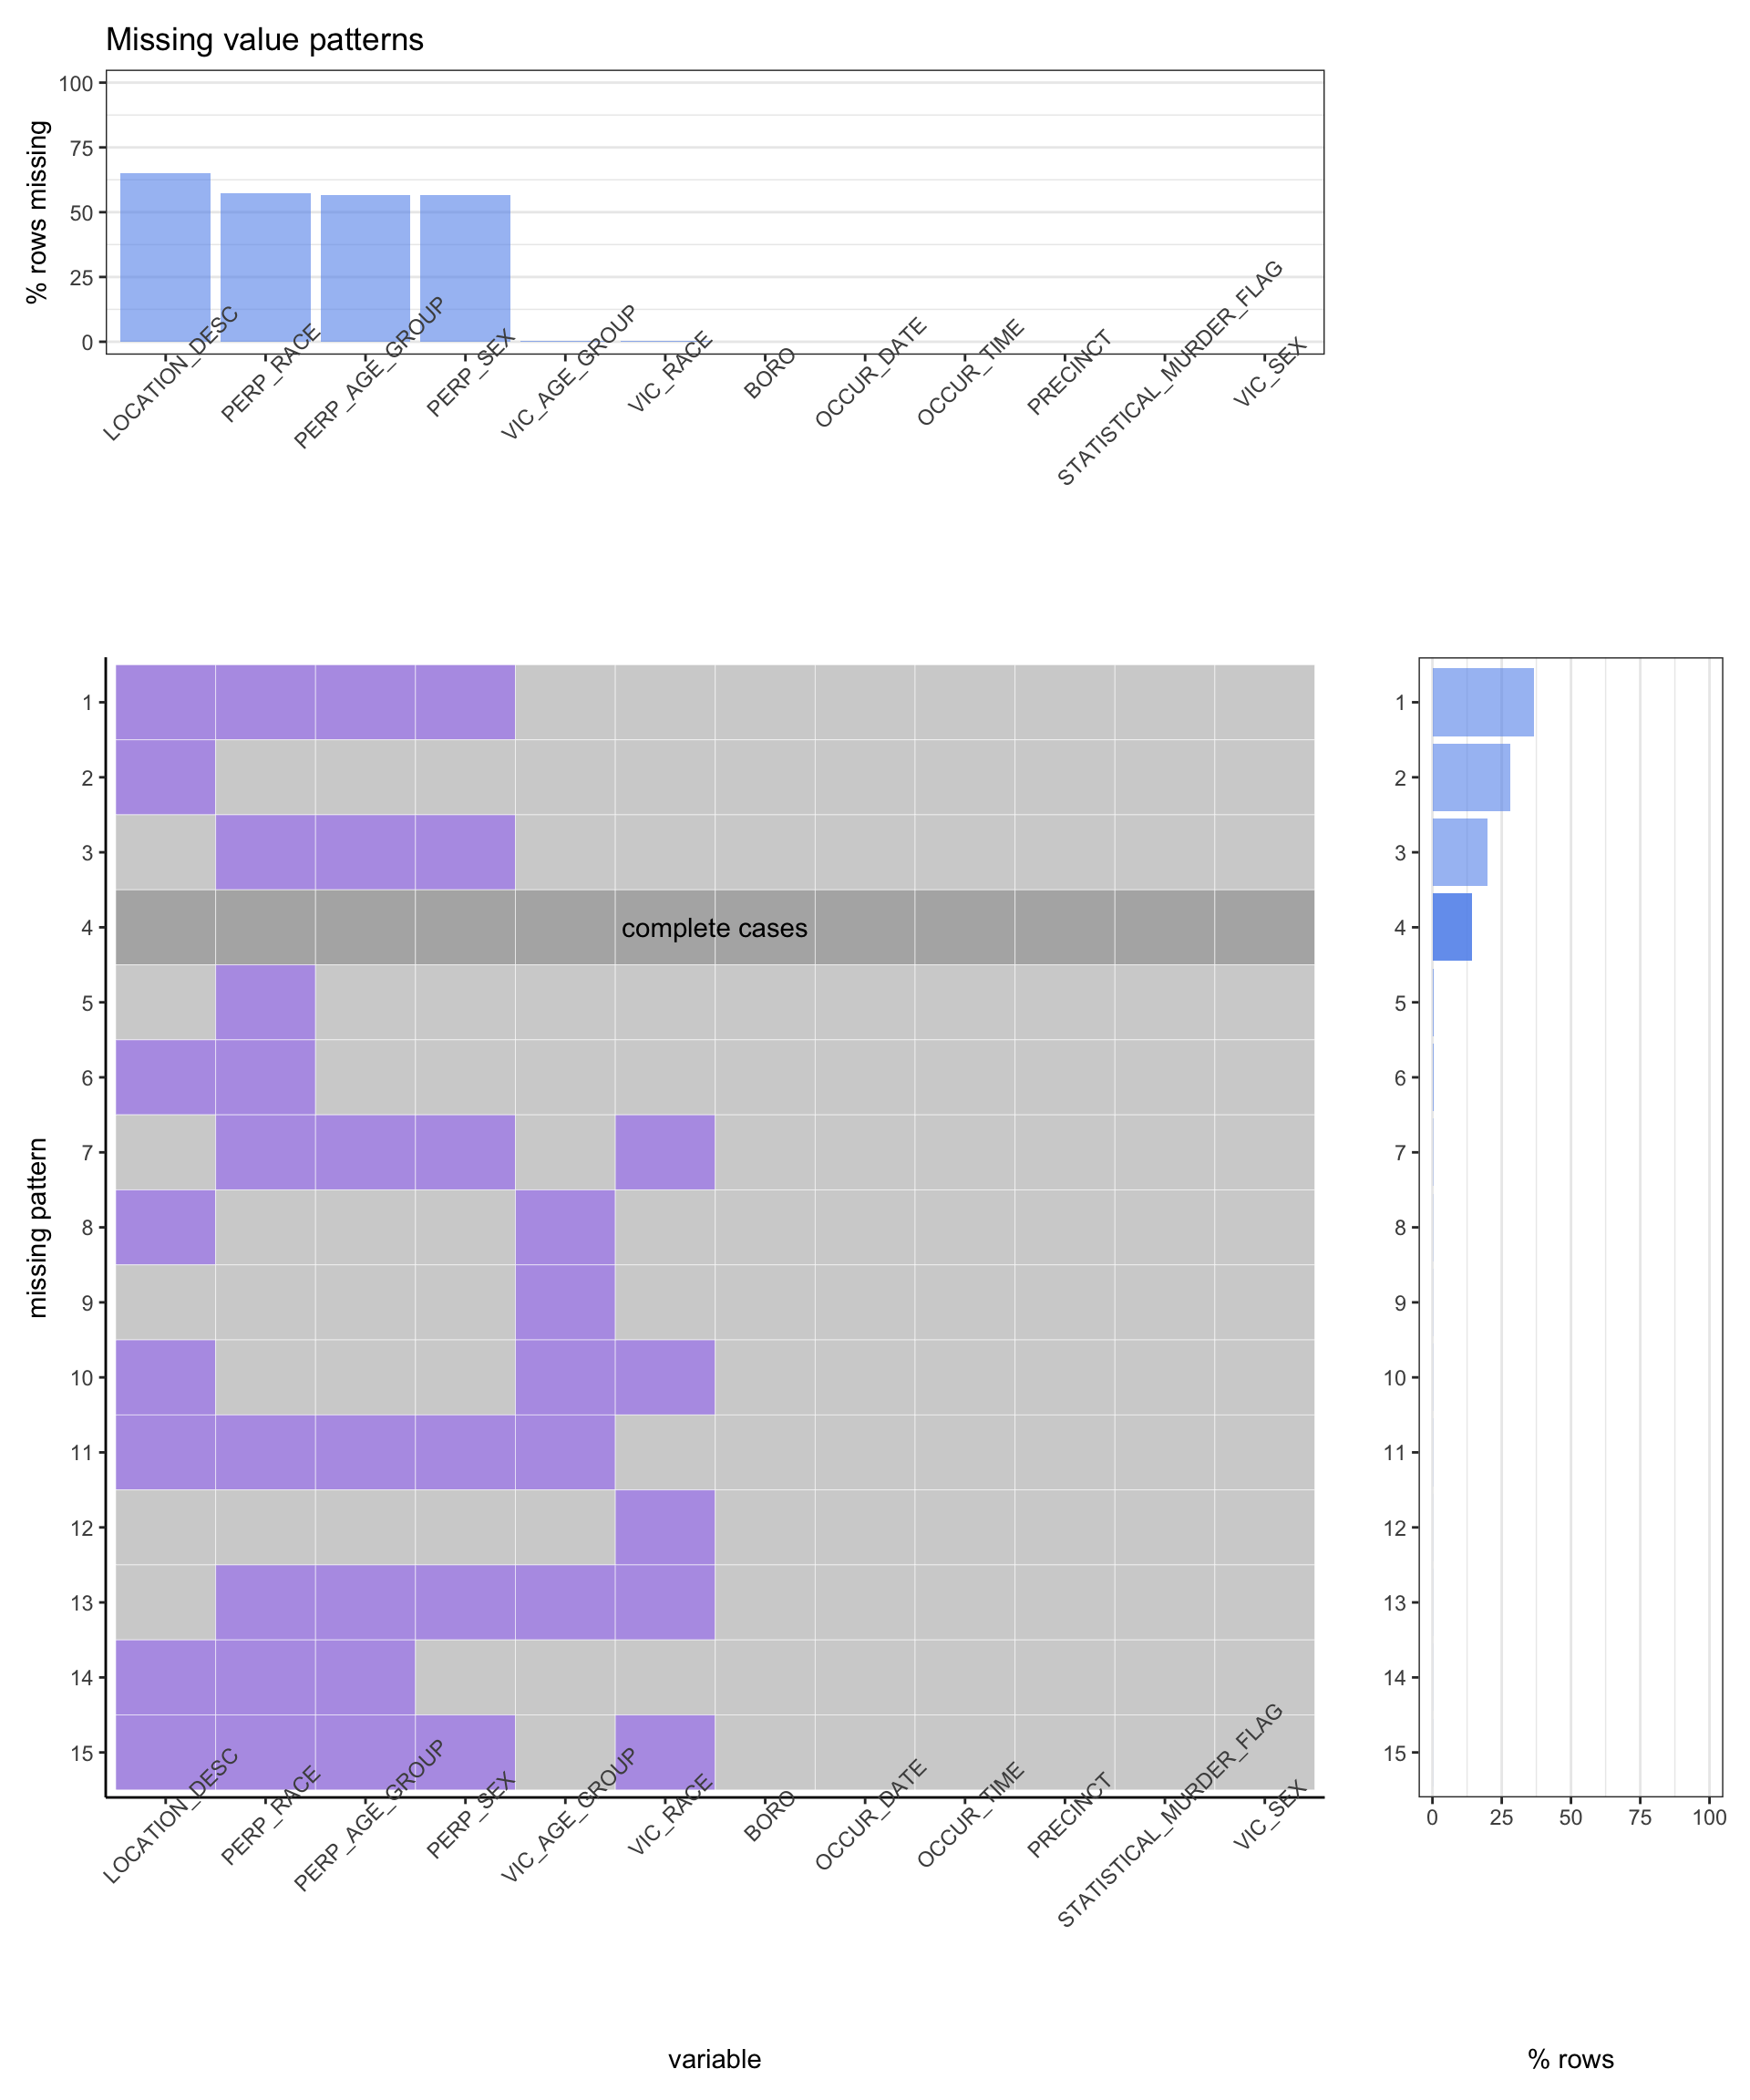 Missing value patterns
% rows missing
100
75
50
25
0
LOCATION_DESC
PERP_RACE
PERP_AGE_GROUP
PERP_SEX
VIC_AGE_GROUP
VIC_RACE
BORO
OCCUR_DATE
OCCUR_TIME
PRECINCT
STATISTICAL_MURDER_FLAG
VIC_SEX
missing pattern
1
2
3
4
5
6
7
8
9
10
11
12
13
14
15
complete cases
LOCATION_DESC
PERP_RACE
PERP_AGE_GROUP
PERP_SEX
VIC_AGE_GROUP
VIC_RACE
BORO
OCCUR_DATE
OCCUR_TIME
PRECINCT
STATISTICAL_MURDER_FLAG
VIC_SEX
variable
1
2
3
4
5
6
7
8
9
10
11
12
13
14
15
0 25 50 75 100
% rows